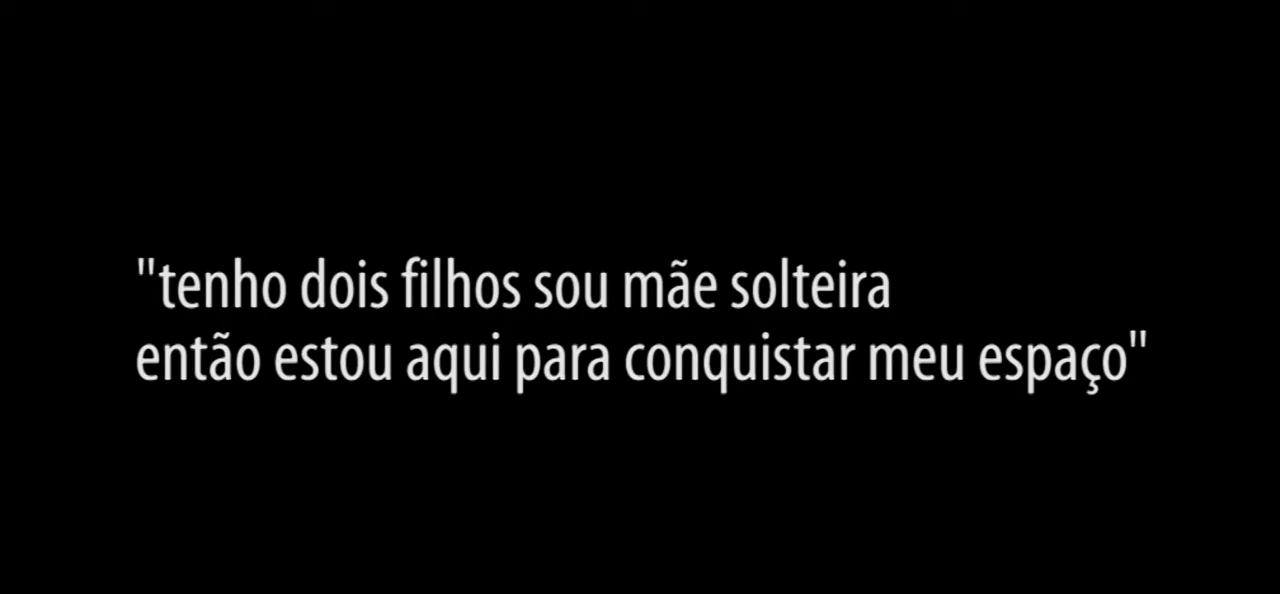 "tenho dois filhos sou mãe solteira
então estou aqui para conquistar meu espaço"